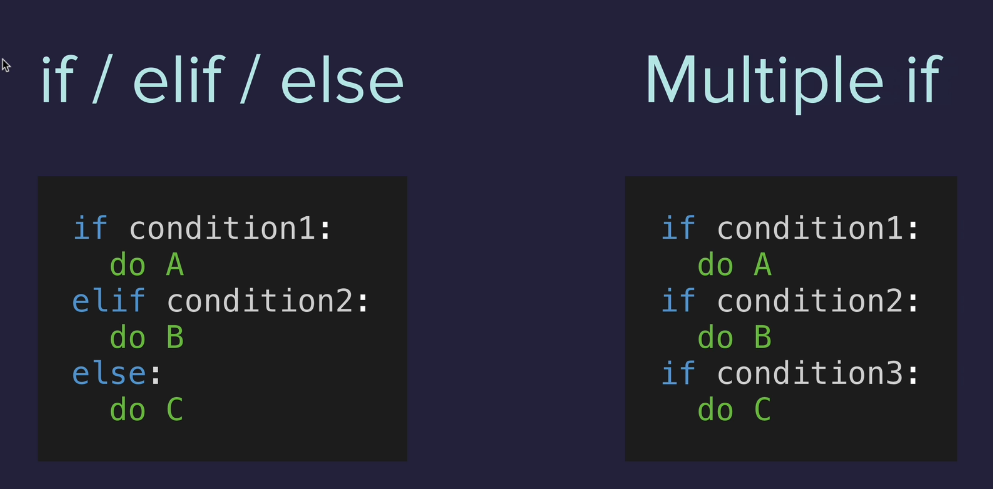 if / elif / else
if condition1:
  do A
elif condition2:
  do B
else:
  do C
Multiple if
if condition1:
  do A
if condition2:
  do B
if condition3:
  do C